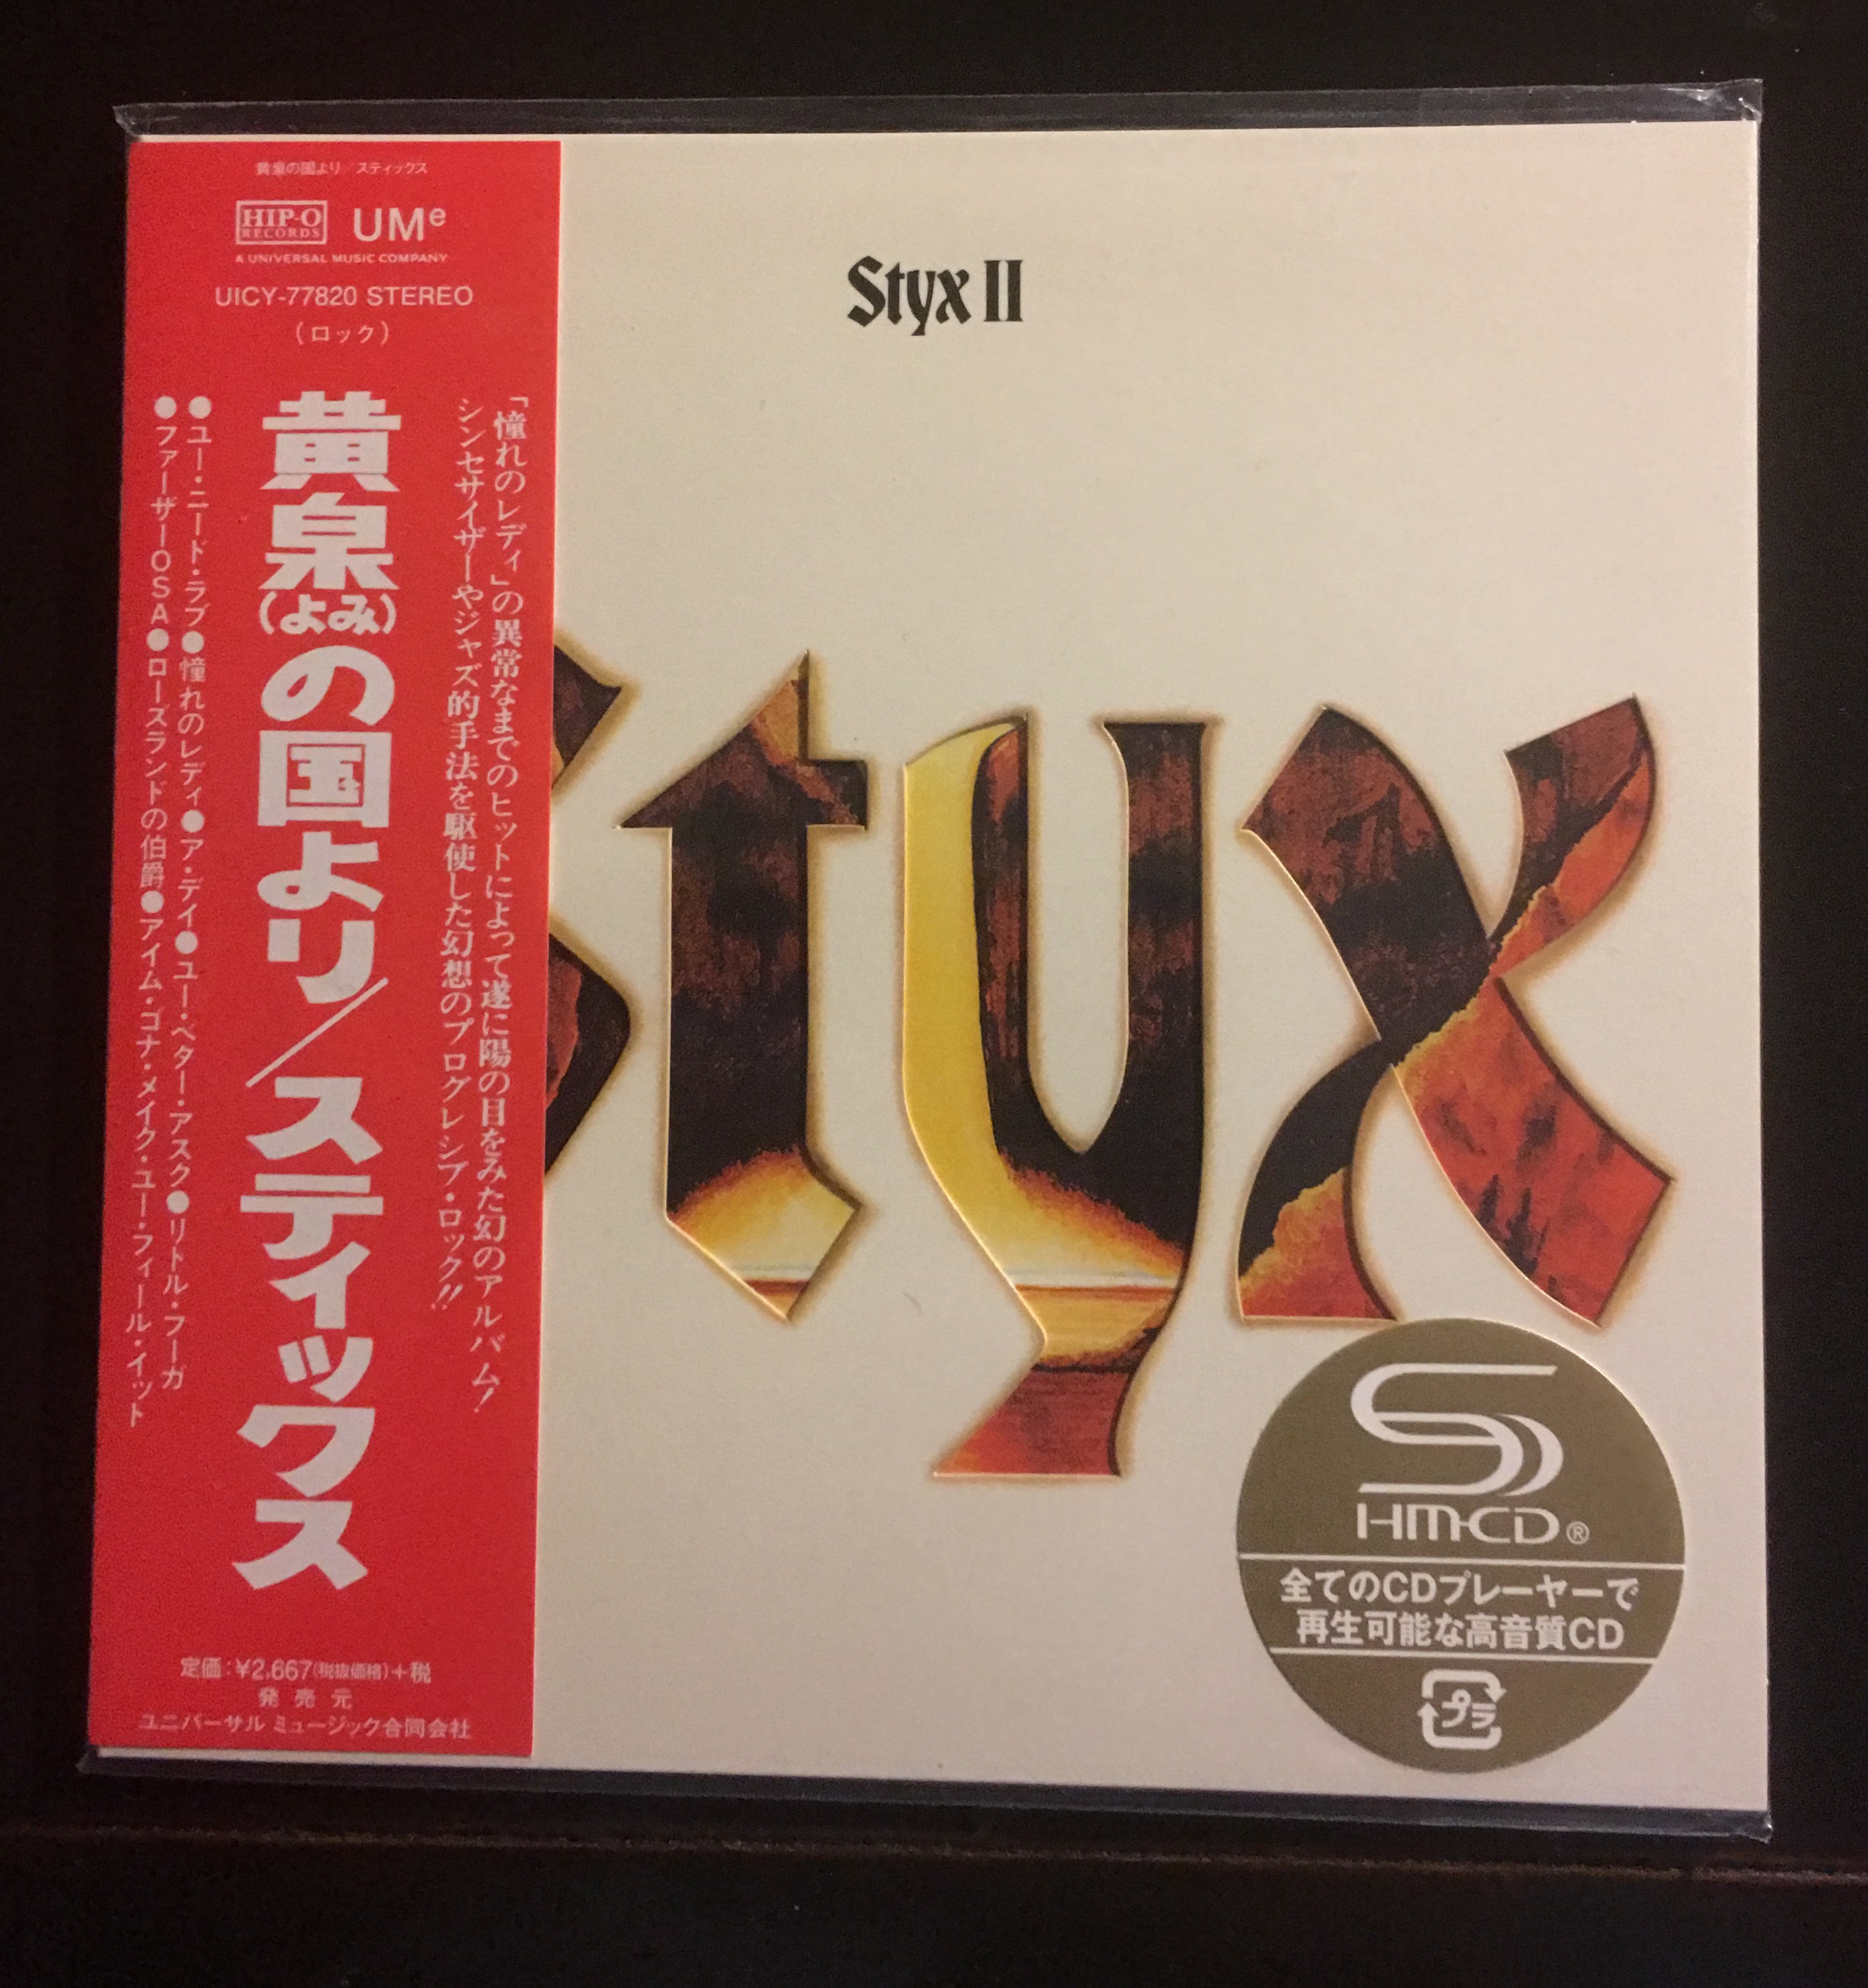 黄泉の国より/スティックス
HIP-O
RECORDS
UMe
A UNIVERSAL MUSIC COMPANY
UICY-77820 STEREO
(ロック)
「憧れのレディ」の異常なまでのヒットによって遂に陽の目をみた幻のアルバム!
シンセサイザーやジャズ的手法を駆使した幻想のプログレシブ・ロック!!
黄泉(よみ)の国より/スティックス
●ユー・ニード・ラブ●憧れのレディ●ア・デイ●ユー・ベター・アスク●リトル・フーガ
●ファーザーOSA●ローズランドの伯爵●アイム・ゴナ・メイク・ユー・フィール・イット
定価:¥2,667(税抜価格)+税
発売元
ユニバーサル ミュージック合同会社
Styx II
Styx
SHM-CD®
全てのCDプレーヤーで
再生可能な高音質CD
プラ